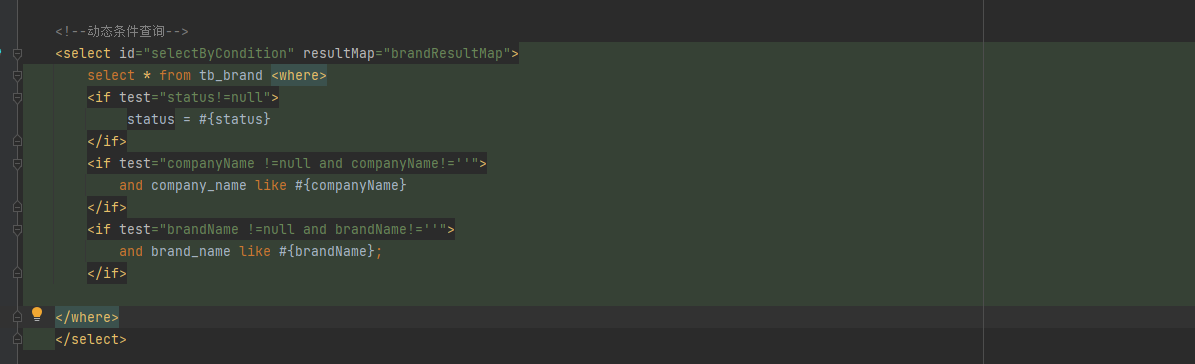 <!--动态条件查询-->
<select id="selectByCondition" resultMap="brandResultMap">
select * from tb_brand <where>
<if test="status!=null">
status = #{status}
</if>
<if test="companyName !=null and companyName!=''">
and company_name like #{companyName}
</if>
<if test="brandName !=null and brandName!=''">
and brand_name like #{brandName};
</if>
</where>
</select>